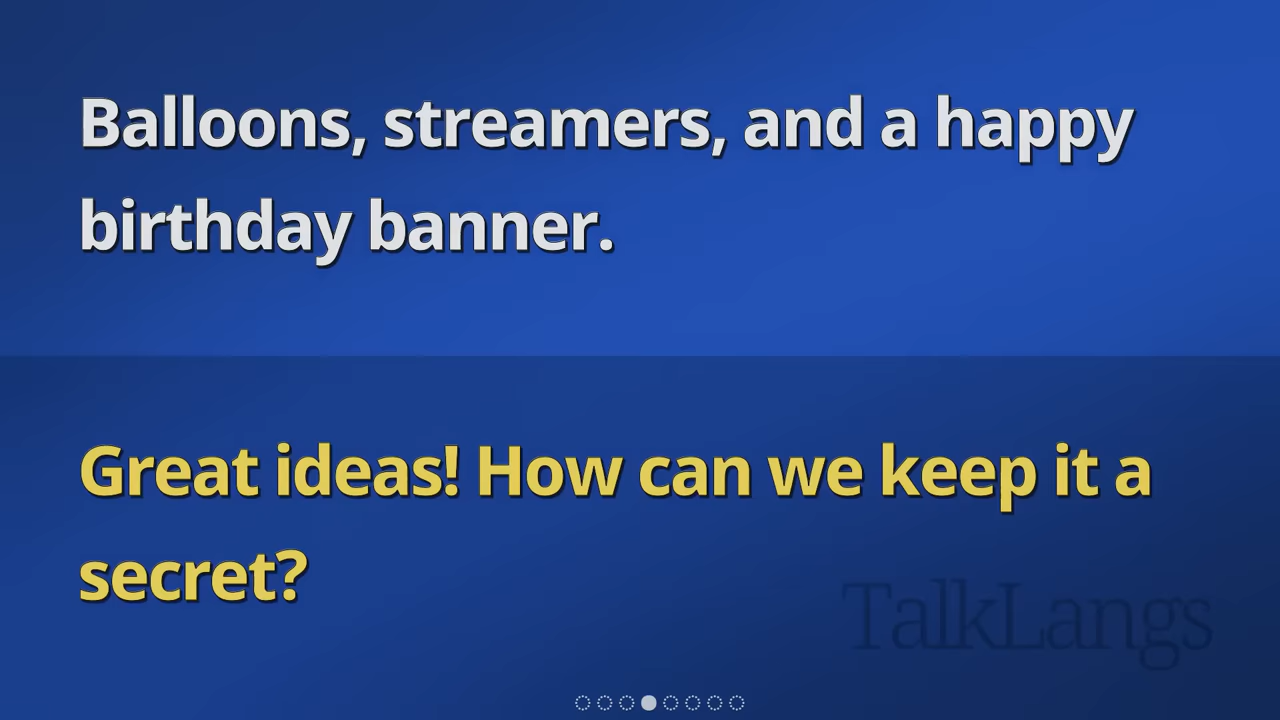 Balloons, streamers, and a happy
birthday banner.
Great ideas! How can we keep it a
secret?
TalkLangs